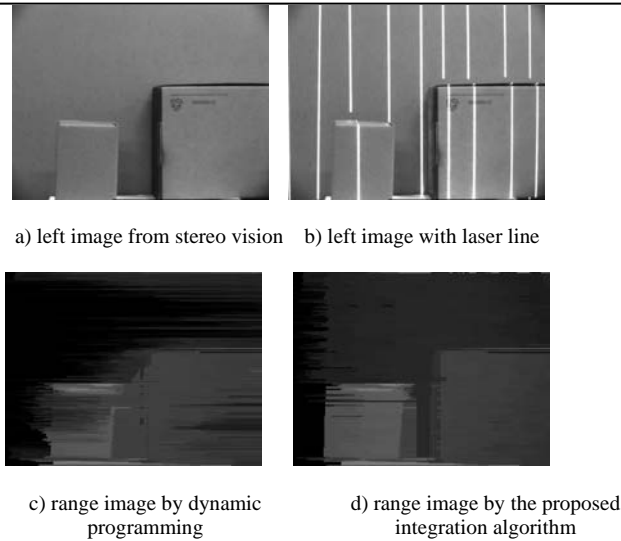 a) left image from stereo vision
b) left image with laser line
c) range image by dynamic
programming
d) range image by the proposed
integration algorithm